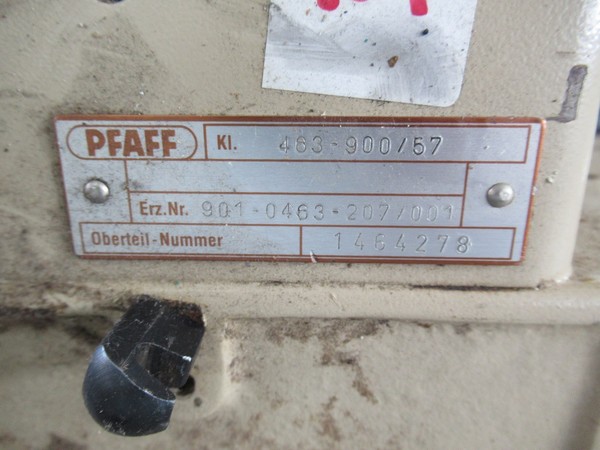 PFAFF Kl. 463-900/57
Erz.Nr. 901-0463-207/001
Oberteil-Nummer 1464278